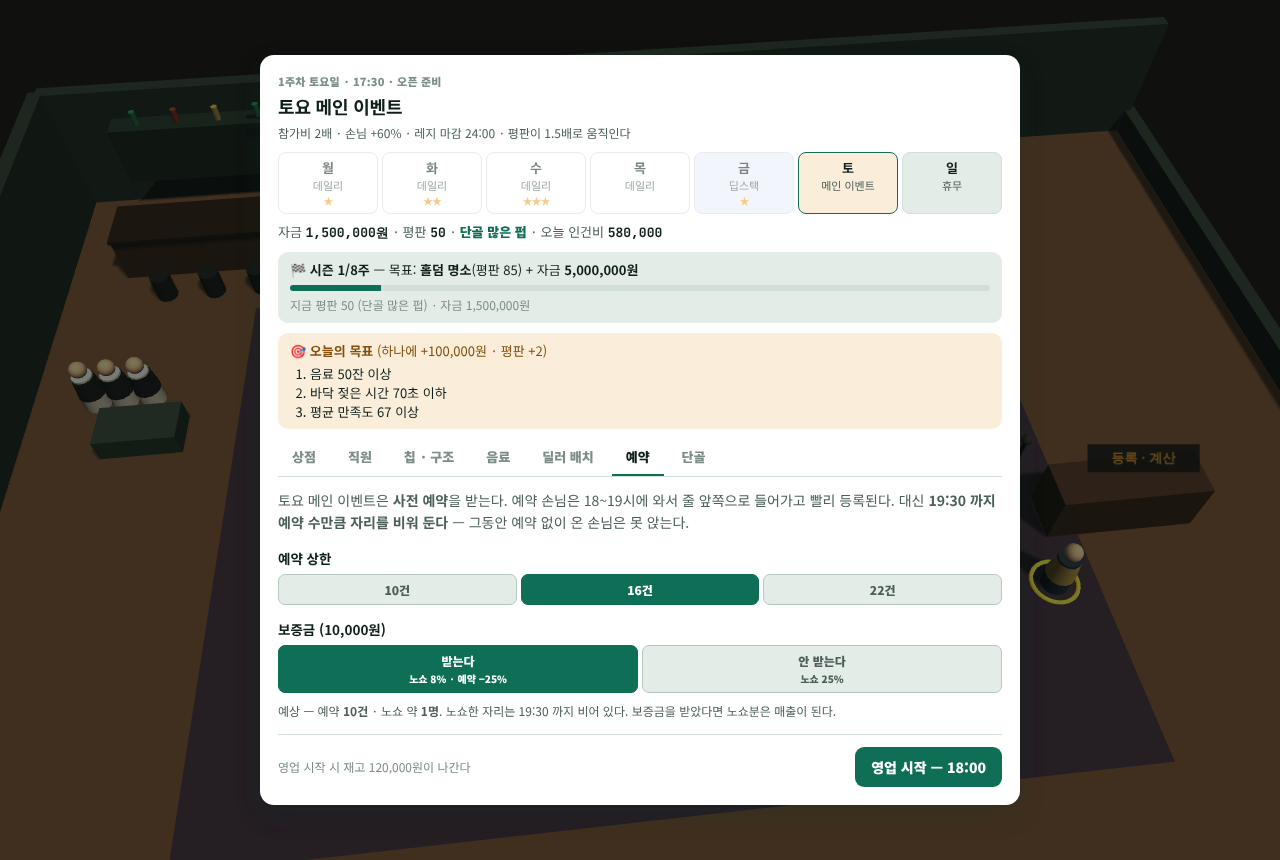 1주차 토요일 · 17:30 · 오픈 준비
토요 메인 이벤트
참가비 2배 · 손님 +60% · 레지 마감 24:00 · 평판이 1.5배로 움직인다
월 화 수 목 금 토 일
데일리 데일리 데일리 데일리 딥스택 메인 이벤트 휴무
★ ★★ ★★★ ★
자금 1,500,000원 · 평판 50 · 단골 많은 펍 · 오늘 인건비 580,000
🏁 시즌 1/8주 — 목표: 홀덤 명소(평판 85) + 자금 5,000,000원
지금 평판 50 (단골 많은 펍) · 자금 1,500,000원
🎯 오늘의 목표 (하나에 +100,000원 · 평판 +2)
1. 음료 50잔 이상
2. 바닥 젖은 시간 70초 이하
3. 평균 만족도 67 이상
상점 직원 칩 · 구조 음료 딜러 배치 예약 단골
토요 메인 이벤트은 사전 예약을 받는다. 예약 손님은 18~19시에 와서 줄 앞쪽으로 들어가고 빨리 등록된다. 대신 19:30 까지
예약 수만큼 자리를 비워 둔다 — 그동안 예약 없이 온 손님은 못 앉는다.
등록 · 계산
예약 상한
10건 16건 22건
보증금 (10,000원)
받는다 안 받는다
노쇼 8% · 예약 −25% 노쇼 25%
예상 — 예약 10건 · 노쇼 약 1명. 노쇼한 자리는 19:30 까지 비어 있다. 보증금을 받았다면 노쇼분은 매출이 된다.
영업 시작 시 재고 120,000원이 나간다
영업 시작 — 18:00